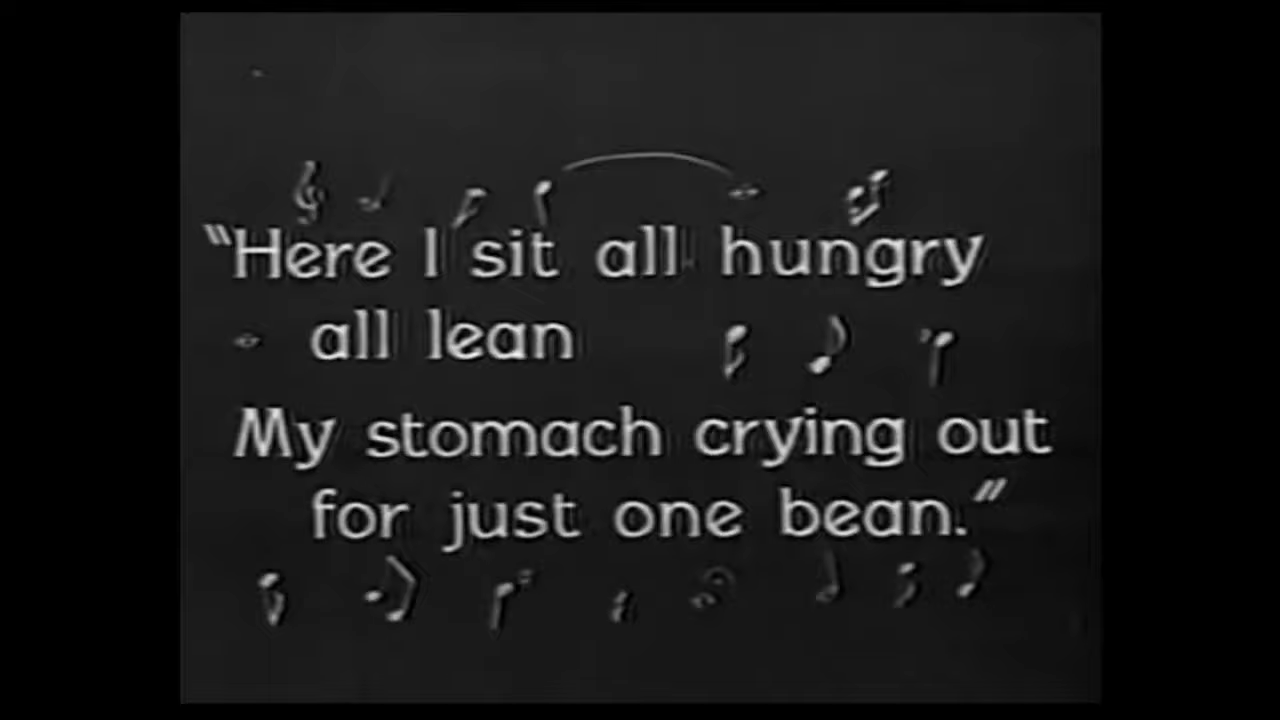 "Here I sit all hungry
all lean
My stomach crying out
for just one bean."